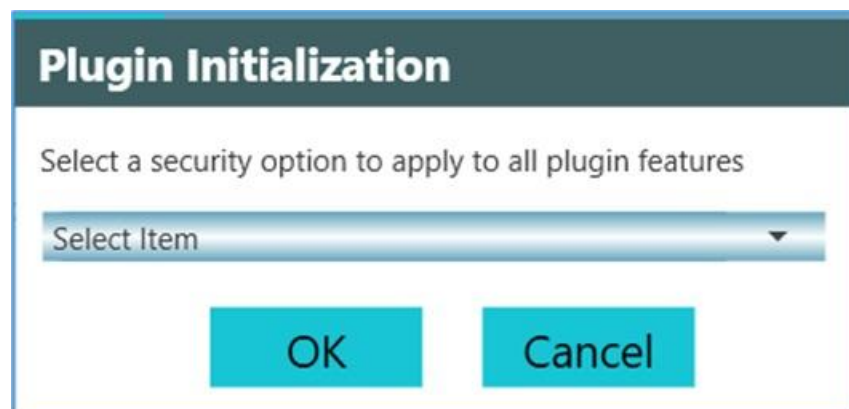 Plugin Initialization
Select a security option to apply to all plugin features
Select Item
OK Cancel